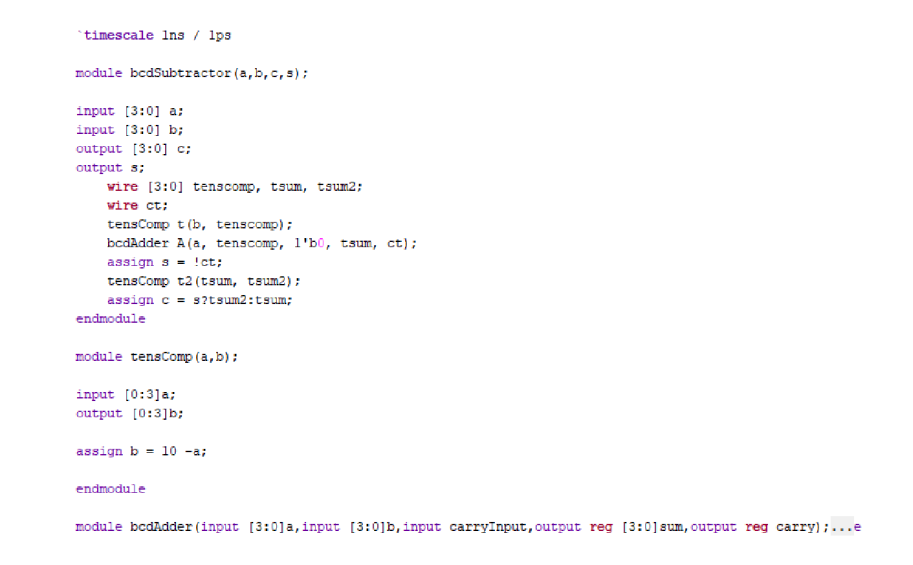 `timescale 1ns / 1ps
module bcdSubtractor(a,b,c,s);
input [3:0] a;
input [3:0] b;
output [3:0] c;
output s;
wire [3:0] tenscomp, tsum, tsum2;
wire ct;
tensComp t(b, tenscomp);
bcdAdder A(a, tenscomp, 1'b0, tsum, ct);
assign s = !ct;
tensComp t2(tsum, tsum2);
assign c = s?tsum2:tsum;
endmodule
module tensComp(a,b);
input [0:3]a;
output [0:3]b;
assign b = 10 -a;
endmodule
module bcdAdder(input [3:0]a,input [3:0]b,input carryInput,output reg [3:0]sum,output reg carry);...e